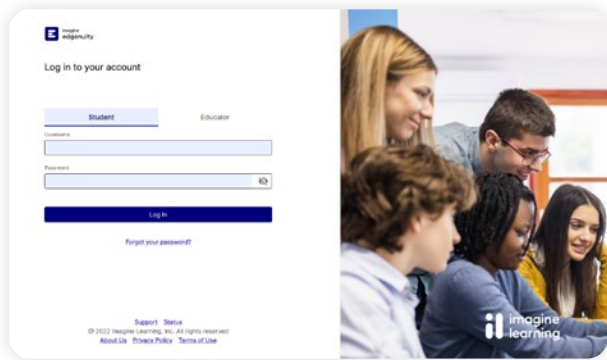 imagine
edgenuity
Log in to your account
Student Educator
Username
Password
Log In
Forgot your password?
Support Status
© 2022 Imagine Learning, Inc. All rights reserved
About Us Privacy Policy Terms of Use
imagine
learning